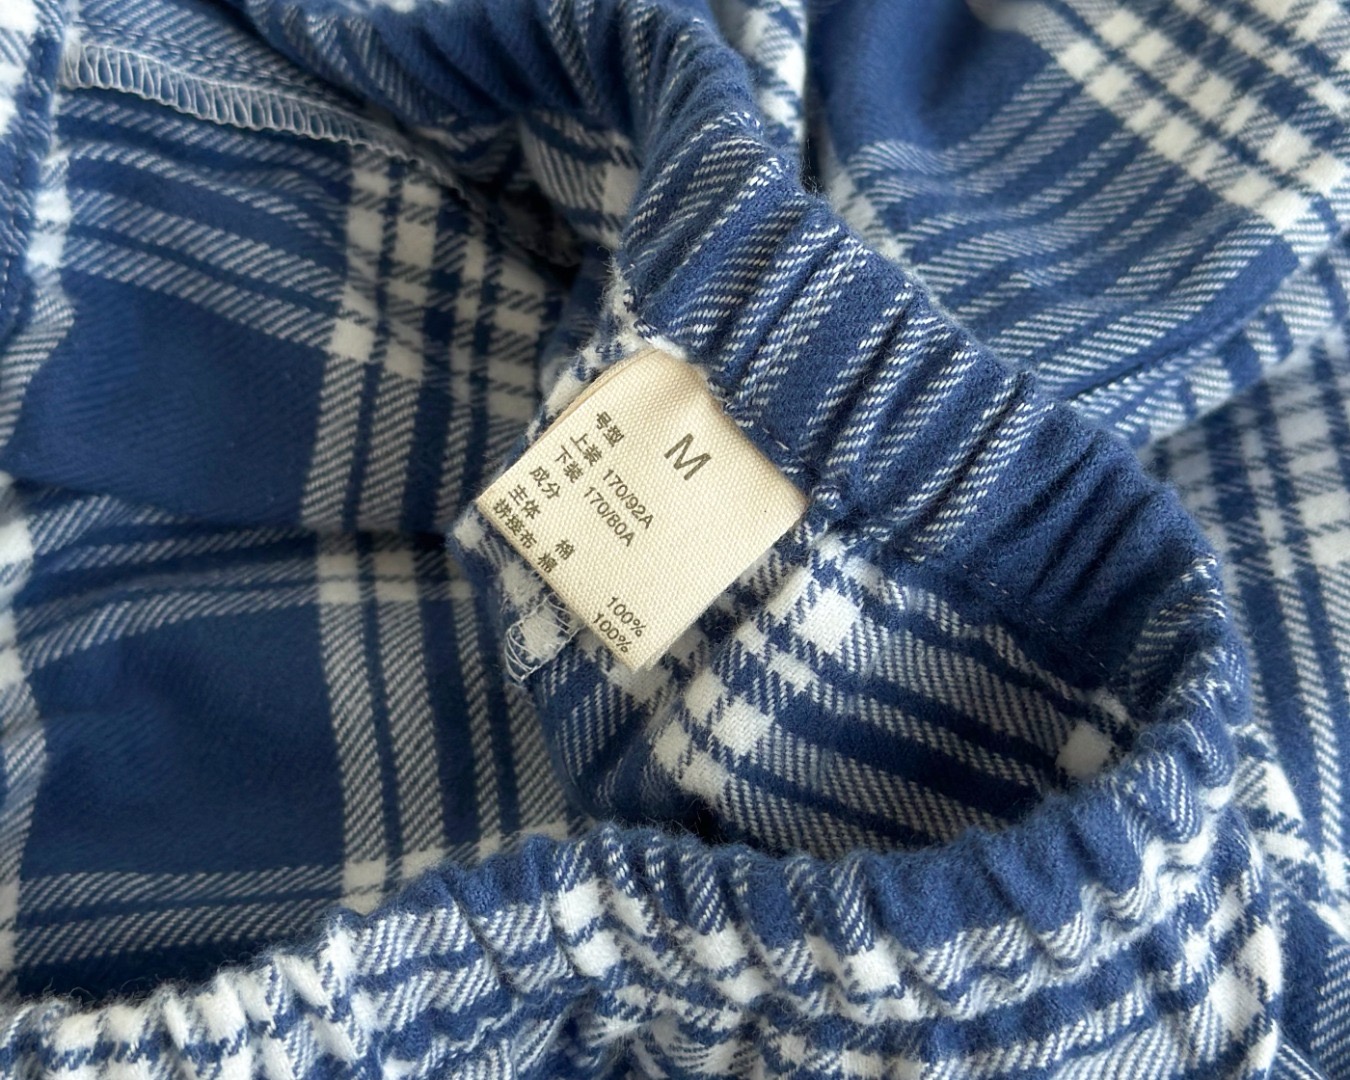 M
号型
上装 170/92A
下装 170/80A
成分
主体 棉 100%
拼接布 棉 100%